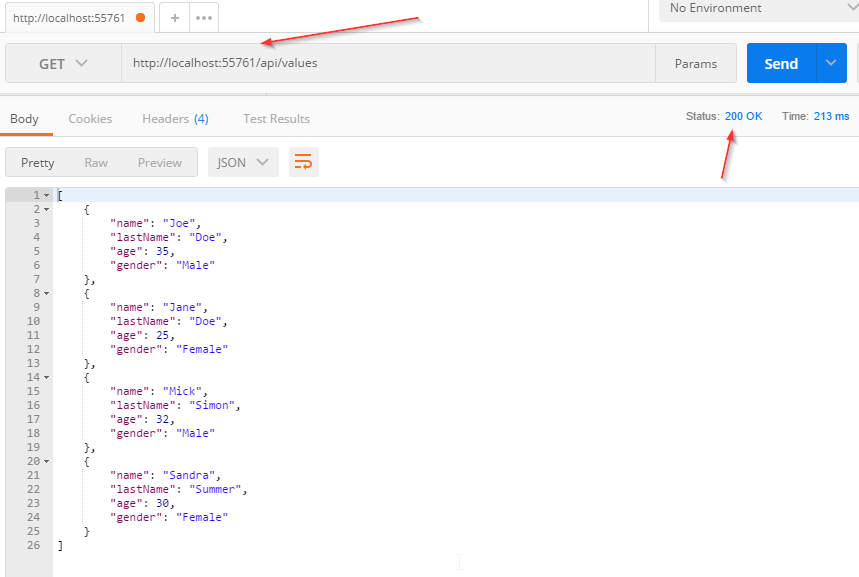 http://localhost:55761 + ••• No Environment
GET http://localhost:55761/api/values Params Send
Body Cookies Headers (4) Test Results Status: 200 OK Time: 213 ms
Pretty Raw Preview JSON
1 [
2 {
3 "name": "Joe",
4 "lastName": "Doe",
5 "age": 35,
6 "gender": "Male"
7 },
8 {
9 "name": "Jane",
10 "lastName": "Doe",
11 "age": 25,
12 "gender": "Female"
13 },
14 {
15 "name": "Mick",
16 "lastName": "Simon",
17 "age": 32,
18 "gender": "Male"
19 },
20 {
21 "name": "Sandra",
22 "lastName": "Summer",
23 "age": 30,
24 "gender": "Female"
25 }
26 ]